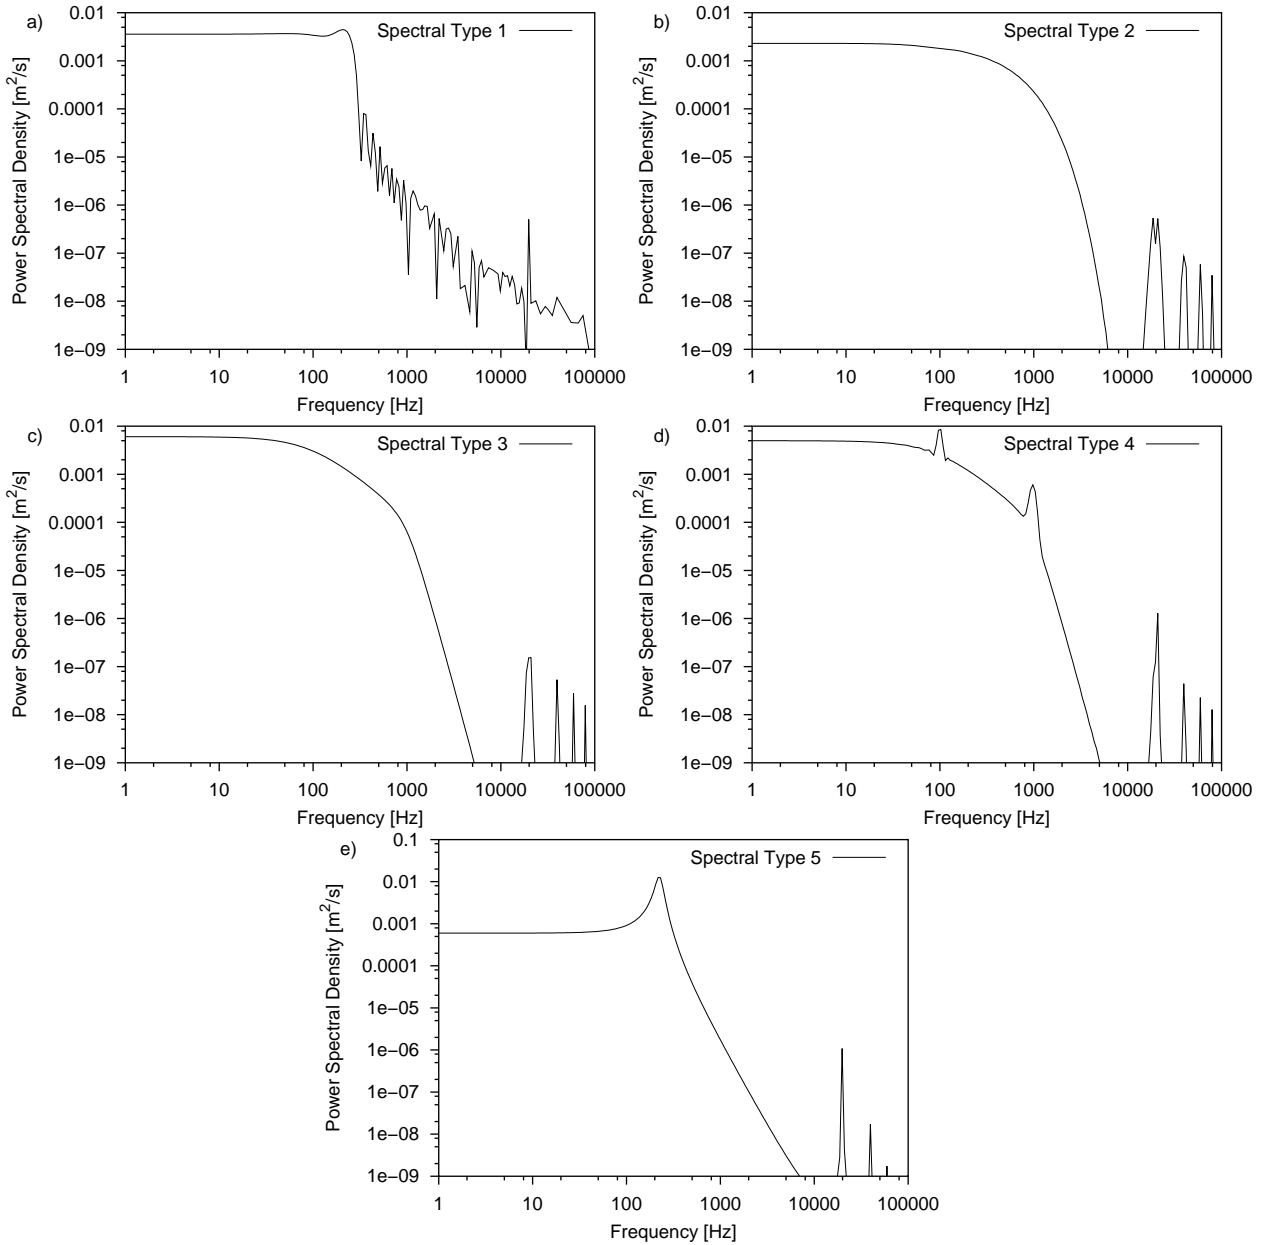 a)
Spectral Type 1
Power Spectral Density [m²/s]
0.01
0.001
0.0001
1e−05
1e−06
1e−07
1e−08
1e−09
1 10 100 1000 10000 100000
Frequency [Hz]
b)
Spectral Type 2
Power Spectral Density [m²/s]
0.01
0.001
0.0001
1e−05
1e−06
1e−07
1e−08
1e−09
1 10 100 1000 10000 100000
Frequency [Hz]
c)
Spectral Type 3
Power Spectral Density [m²/s]
0.01
0.001
0.0001
1e−05
1e−06
1e−07
1e−08
1e−09
1 10 100 1000 10000 100000
Frequency [Hz]
d)
Spectral Type 4
Power Spectral Density [m²/s]
0.01
0.001
0.0001
1e−05
1e−06
1e−07
1e−08
1e−09
1 10 100 1000 10000 100000
Frequency [Hz]
e)
Spectral Type 5
Power Spectral Density [m²/s]
0.1
0.01
0.001
0.0001
1e−05
1e−06
1e−07
1e−08
1e−09
1 10 100 1000 10000 100000
Frequency [Hz]